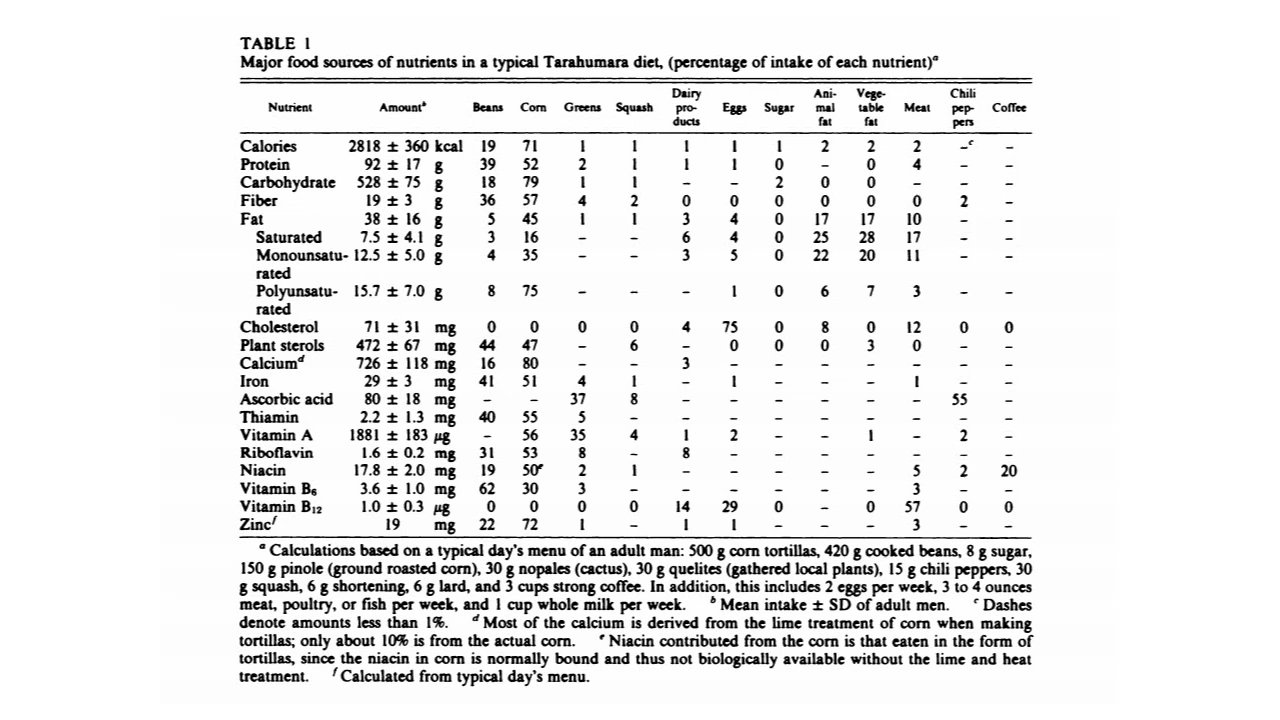 TABLE 1
Major food sources of nutrients in a typical Tarahumara diet, (percentage of intake of each nutrient)ᵃ
Nutrient Amountᵇ Beans Corn Greens Squash Dairy pro-ducts Eggs Sugar Ani-mal fat Vege-table fat Meat Chili pep-pers Coffee
Calories 2818 ± 360 kcal 19 71 1 1 1 1 1 2 2 2 –ᶜ –
Protein 92 ± 17 g 39 52 2 1 1 1 0 – 0 4 – –
Carbohydrate 528 ± 75 g 18 79 1 1 – – 2 0 0 – – –
Fiber 19 ± 3 g 36 57 4 2 0 0 0 0 0 0 2 –
Fat 38 ± 16 g 5 45 1 1 3 4 0 17 17 10 – –
Saturated 7.5 ± 4.1 g 3 16 – – 6 4 0 25 28 17 – –
Monounsatu- 12.5 ± 5.0 g 4 35 – – 3 5 0 22 20 11 – –
rated
Polyunsatu- 15.7 ± 7.0 g 8 75 – – – 1 0 6 7 3 – –
rated
Cholesterol 71 ± 31 mg 0 0 0 0 4 75 0 8 0 12 0 0
Plant sterols 472 ± 67 mg 44 47 – 6 – 0 0 0 3 0 – –
Calciumᵈ 726 ± 118 mg 16 80 – – 3 – – – – – – –
Iron 29 ± 3 mg 41 51 4 1 – 1 – – – 1 – –
Ascorbic acid 80 ± 18 mg – – 37 8 – – – – – – 55 –
Thiamin 2.2 ± 1.3 mg 40 55 5 – – – – – – – – –
Vitamin A 1881 ± 183 μg – 56 35 4 1 2 – – 1 – 2 –
Riboflavin 1.6 ± 0.2 mg 31 53 8 – 8 – – – – – – –
Niacin 17.8 ± 2.0 mg 19 50ᵉ 2 1 – – – – – 5 2 20
Vitamin B₆ 3.6 ± 1.0 mg 62 30 3 – – – – – – 3 – –
Vitamin B₁₂ 1.0 ± 0.3 μg 0 0 0 0 14 29 0 – 0 57 0 0
Zincᶠ 19 mg 22 72 1 – 1 1 – – – 3 – –
ᵃ Calculations based on a typical day's menu of an adult man: 500 g corn tortillas, 420 g cooked beans, 8 g sugar,
150 g pinole (ground roasted corn), 30 g nopales (cactus), 30 g quelites (gathered local plants), 15 g chili peppers, 30
g squash, 6 g shortening, 6 g lard, and 3 cups strong coffee. In addition, this includes 2 eggs per week, 3 to 4 ounces
meat, poultry, or fish per week, and 1 cup whole milk per week. ᵇ Mean intake ± SD of adult men. ᶜ Dashes
denote amounts less than 1%. ᵈ Most of the calcium is derived from the lime treatment of corn when making
tortillas; only about 10% is from the actual corn. ᵉ Niacin contributed from the corn is that eaten in the form of
tortillas, since the niacin in corn is normally bound and thus not biologically available without the lime and heat
treatment. ᶠ Calculated from typical day's menu.